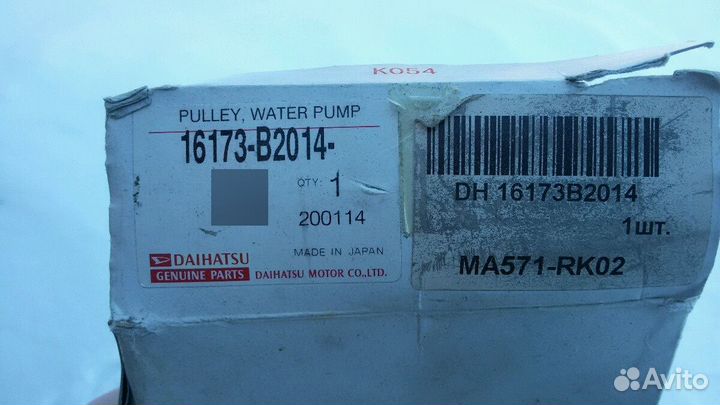 K054
PULLEY, WATER PUMP
16173-B2014-
QTY: 1
200114
MADE IN JAPAN
DAIHATSU
GENUINE PARTS
DAIHATSU MOTOR CO.,LTD.
DH 16173B2014
1шт.
MA571-RK02
Avito